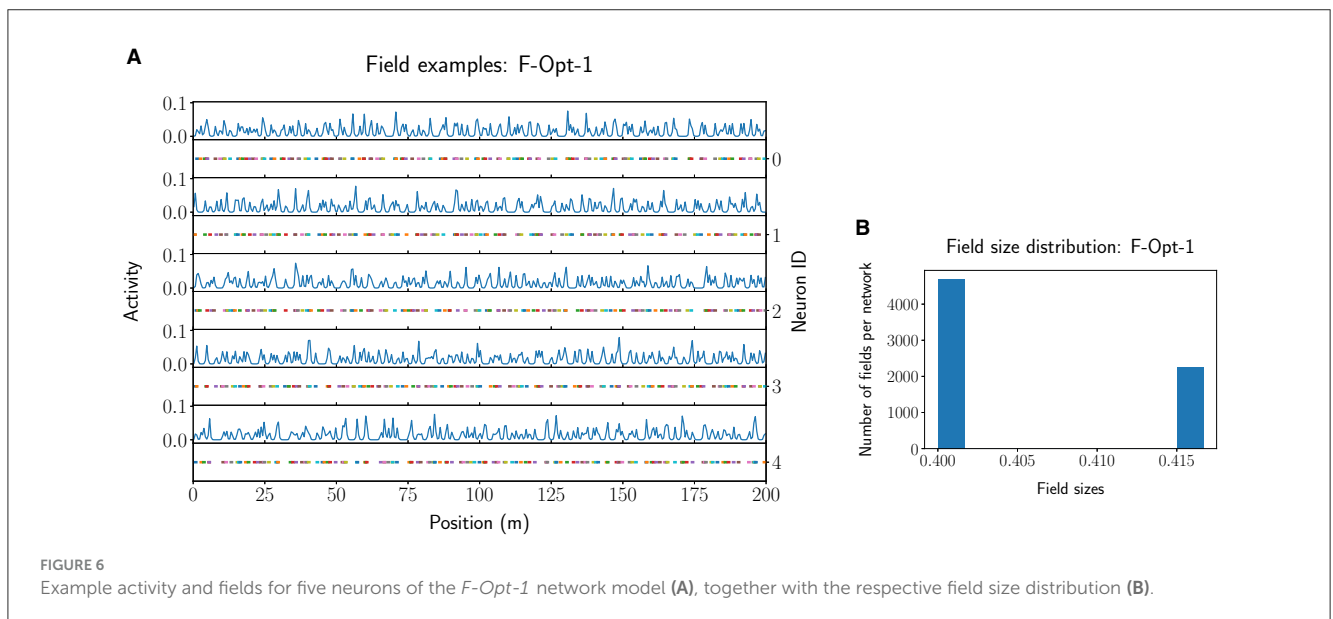 A
Field examples: F-Opt-1
0.1
0.0
0
0.1
0.0
1
0.1
0.0
2
0.1
0.0
3
0.1
0.0
4
Activity
Neuron ID
0 25 50 75 100 125 150 175 200
Position (m)
B
Field size distribution: F-Opt-1
Number of fields per network
4000
3000
2000
1000
0
0.400 0.405 0.410 0.415
Field sizes
FIGURE 6
Example activity and fields for five neurons of the F-Opt-1 network model (A), together with the respective field size distribution (B).